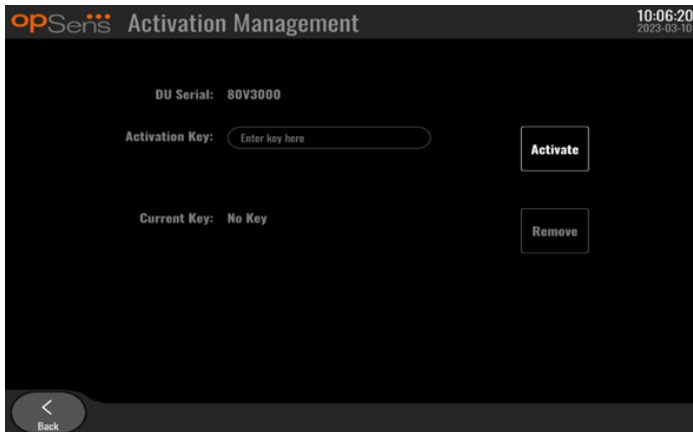 opSens Activation Management
10:06:20
2023-03-10
DU Serial: 80V3000
Activation Key: Enter key here
Activate
Current Key: No Key
Remove
Back